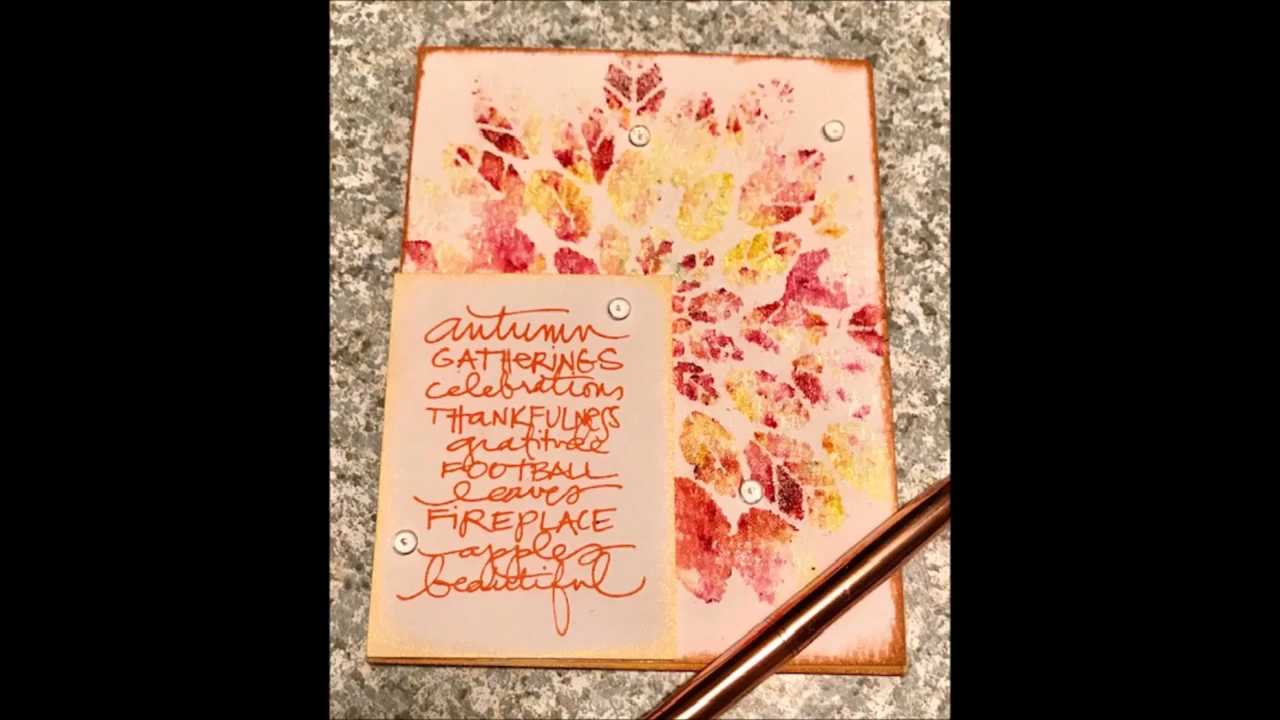 autumn
GATHERiNGS
celebrations
THANKFULNESS
gratitude
FOOTBALL
leaves
FiREPLACE
apples
beautiful